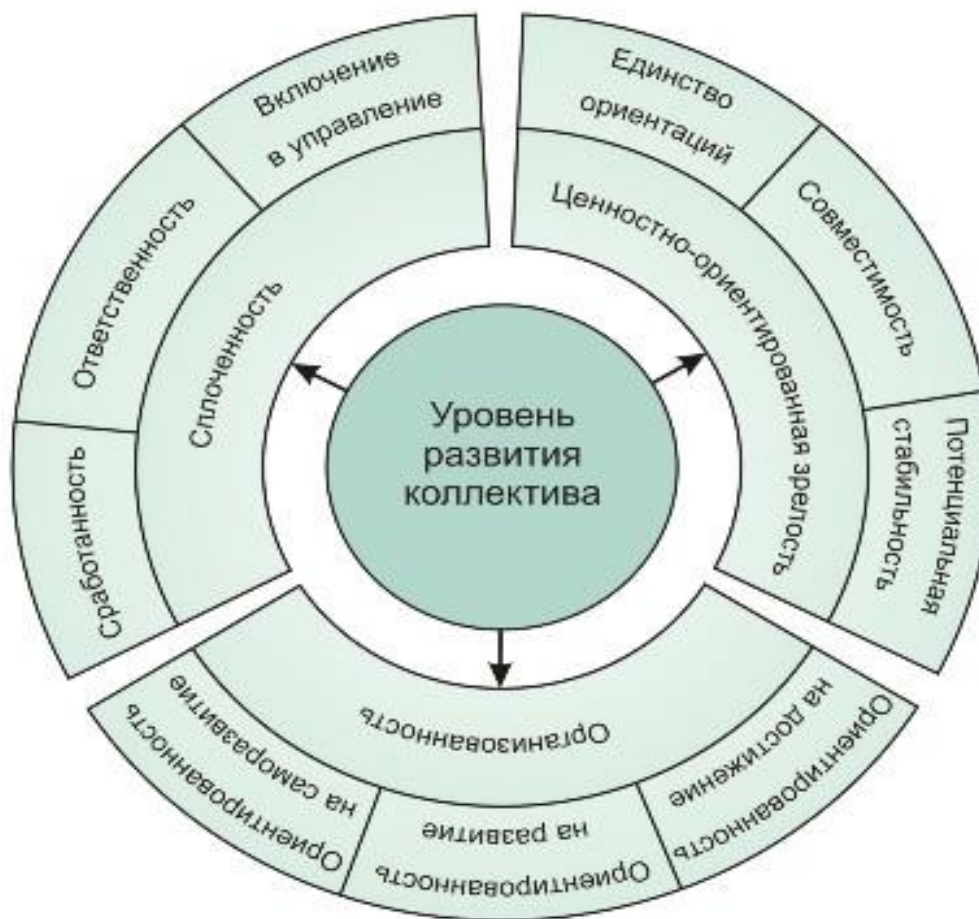 Уровень
развития
коллектива
Сплоченность
Включение
в управление
Ответственность
Сработанность
Ценностно-ориентированная зрелость
Единство
ориентаций
Совместимость
Потенциальная
стабильность
Организованность
Ориентированность
на достижение
Ориентированность
на развитие
Ориентированность
на саморазвитие